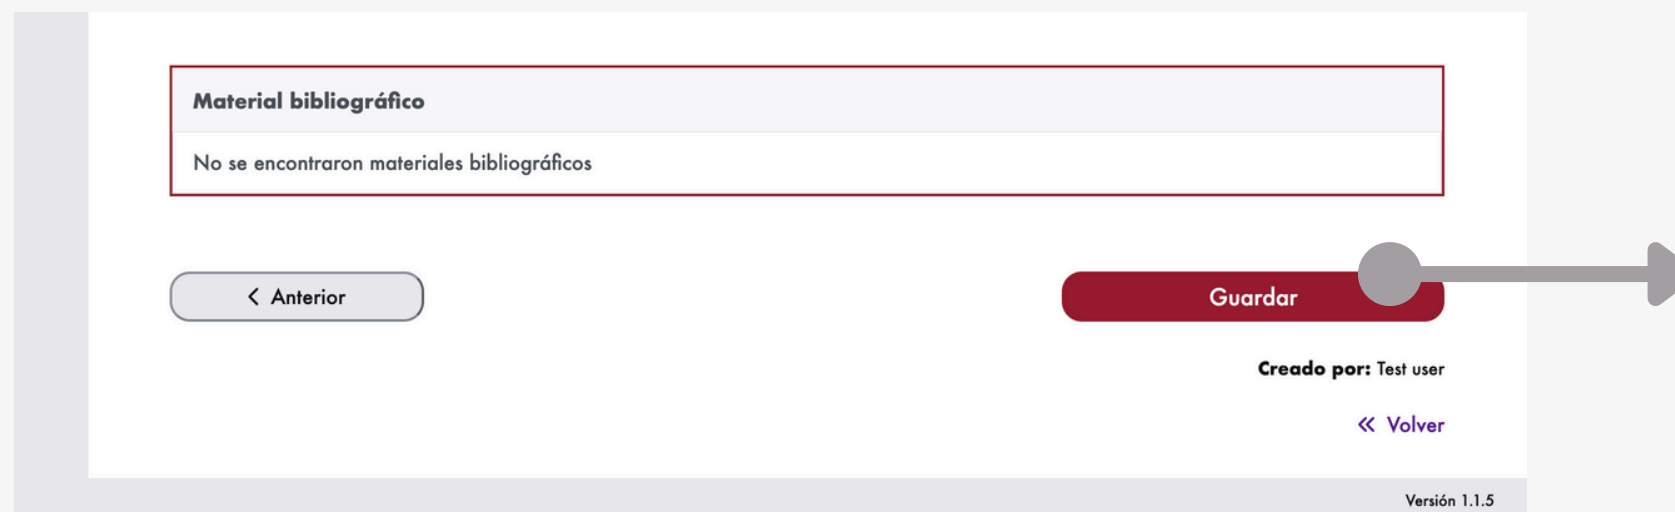 Material bibliográfico
No se encontraron materiales bibliográficos
Anterior
Guardar
Creado por: Test user
Volver
Versión 1.1.5